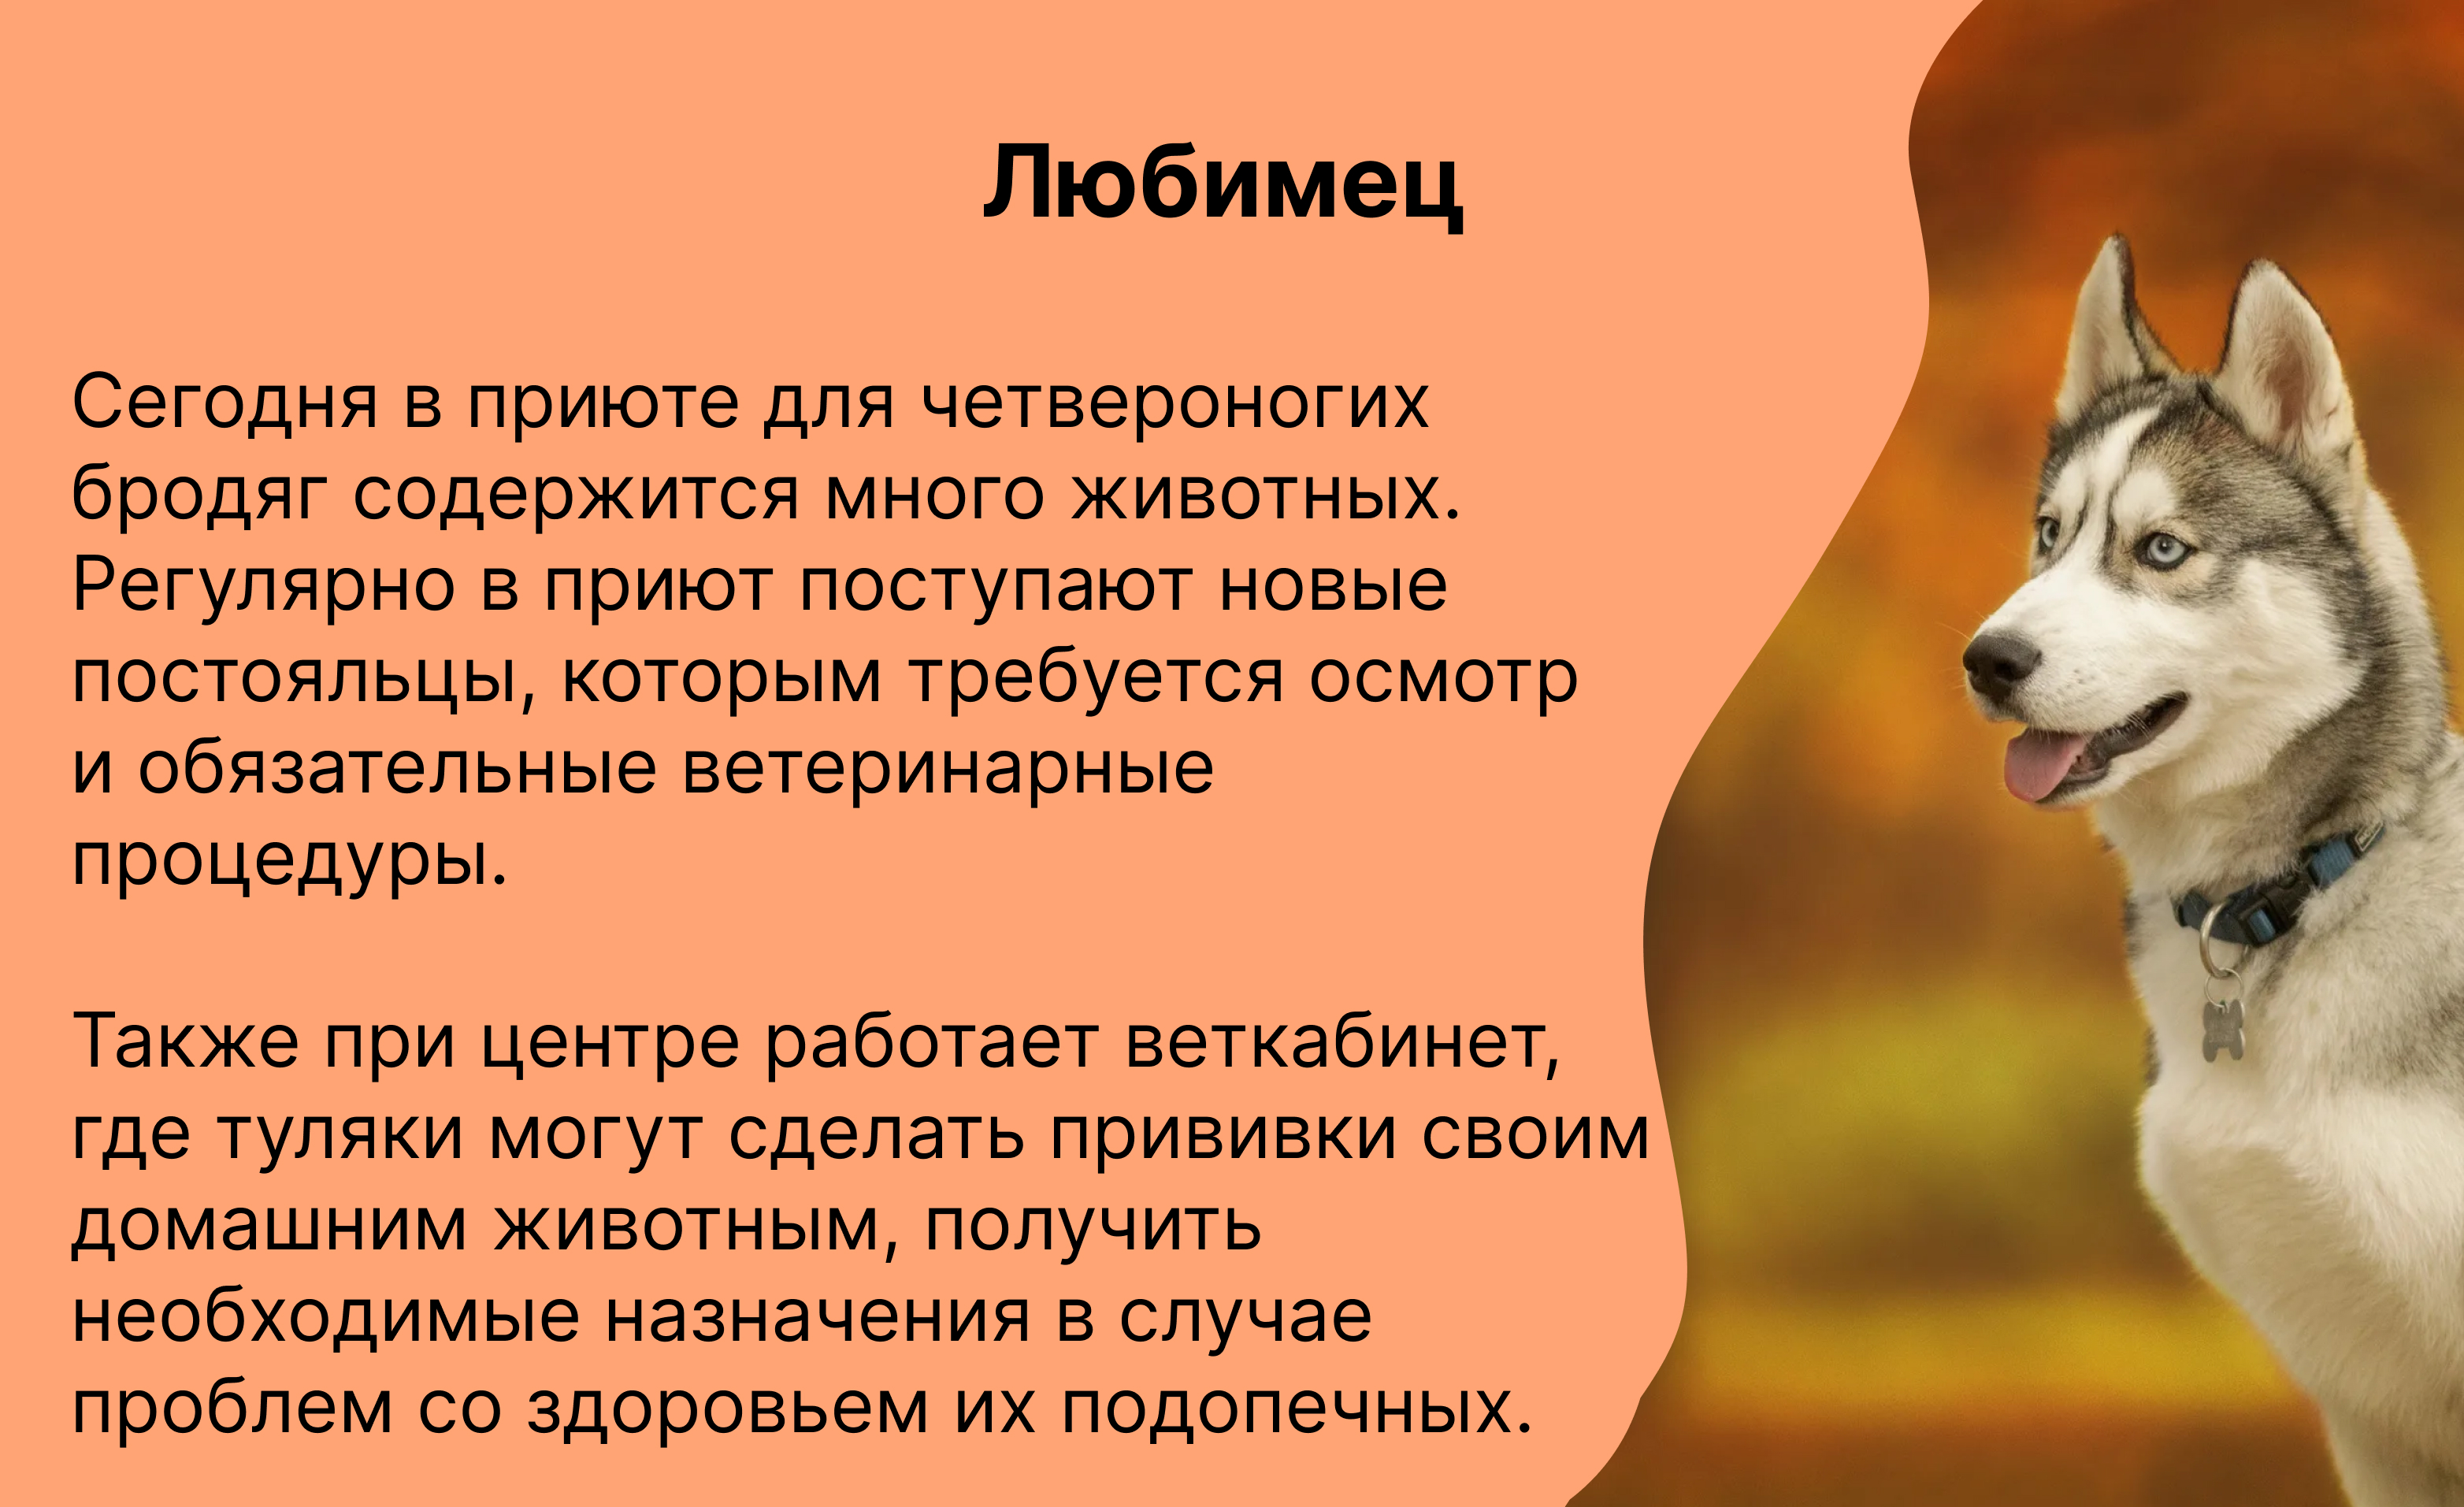 Любимец
Сегодня в приюте для четвероногих
бродяг содержится много животных.
Регулярно в приют поступают новые
постояльцы, которым требуется осмотр
и обязательные ветеринарные
процедуры.
Также при центре работает веткабинет,
где туляки могут сделать прививки своим
домашним животным, получить
необходимые назначения в случае
проблем со здоровьем их подопечных.